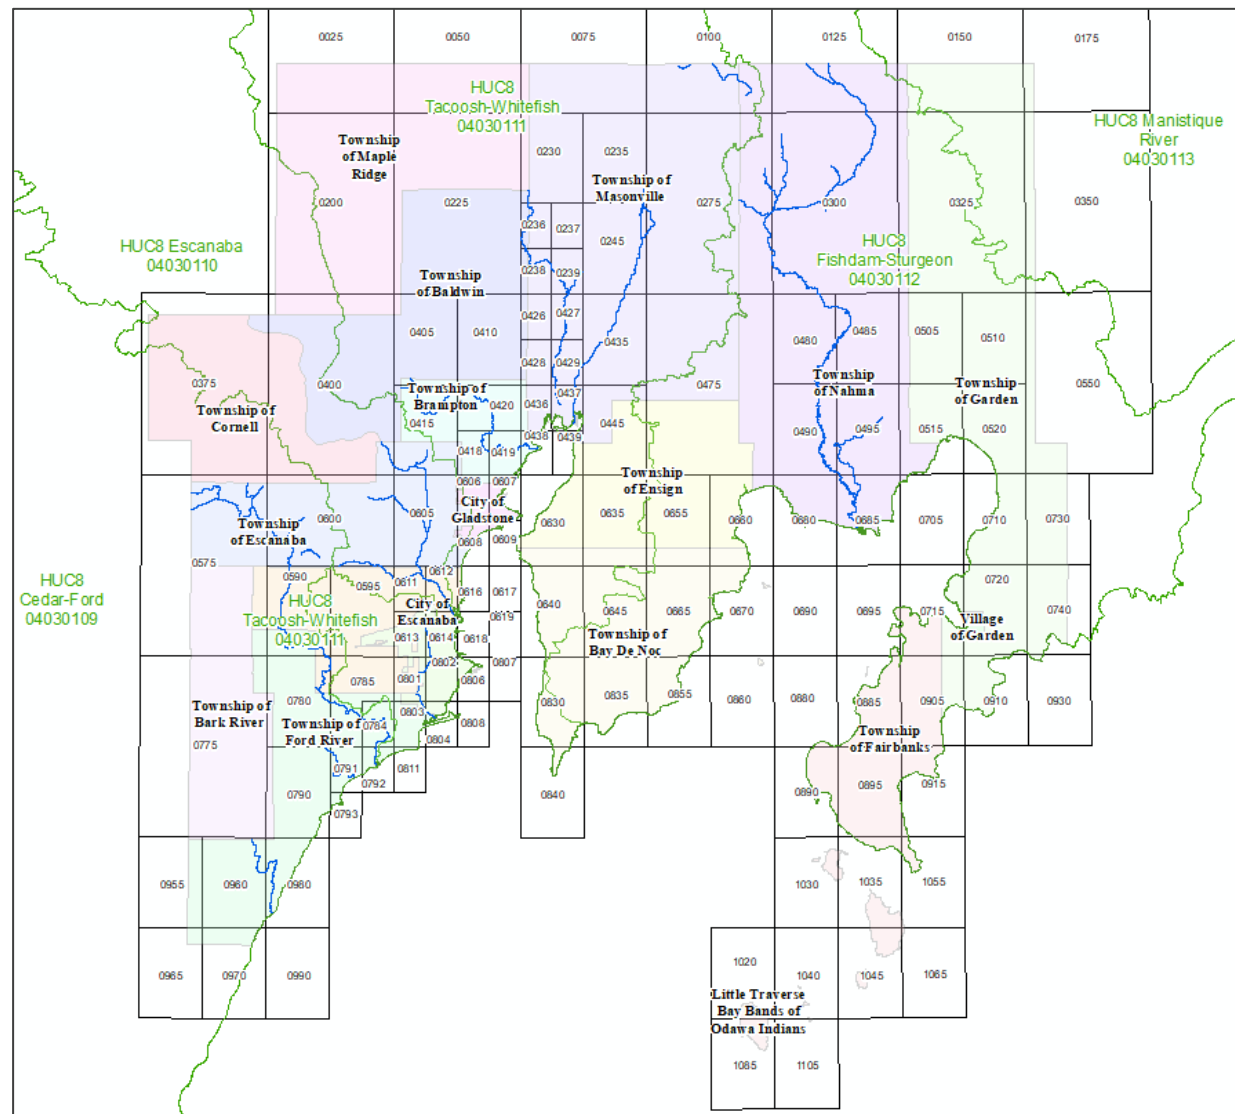 0025 0050 0075 0100 0125 0150 0175
HUC8
Tacoosh-Whitefish
04030111
HUC8 Manistique
River
04030113
Township
of Maple
Ridge
0230 0235
Township of
Masonville
0200 0225 0275 0300 0325 0350
0236 0237
0245
HUC8 Escanaba
04030110
HUC8
Fishdam-Sturgeon
04030112
0238 0239
Township
of Baldwin
0426 0427
0405 0410 0435 0480 0485 0505 0510
0428 0429
0375 0400 0475 0550
Township of
Brampton
Township
of Nahma
Township
of Garden
0437
0420 0436
Township of
Cornell
0415 0445 0490 0495 0515 0520
0438 0439
0418 0419
Township
of Ensign
0606 0607
City of
Gladstone
0600 0605 0630 0635 0655 0660 0680 0685 0705 0710 0730
Township
of Escanaba
0608 0609
0575
0590 0595 0611 0612
0616 0617
0720
HUC8
Cedar-Ford
04030109
HUC8
Tacoosh-Whitefish
04030111
City of
Escanaba
0640 0645 0665 0670 0690 0695 0715 0740
0619
Village
of Garden
0613 0614 0618
Township of
Bay De Noc
0802 0807
0785 0801 0806
0780 0830 0835 0855 0860 0880 0885 0905 0910 0930
Township of
Bark River
0803
Township of
Ford River
0784 0808
0804
Township
of Fairbanks
0775
0791 0811
0792
0790 0840 0890 0895 0915
0793
0955 0960 0980 1030 1035 1055
0965 0970 0990 1020 1040 1045 1065
Little Traverse
Bay Bands of
Odawa Indians
1085 1105